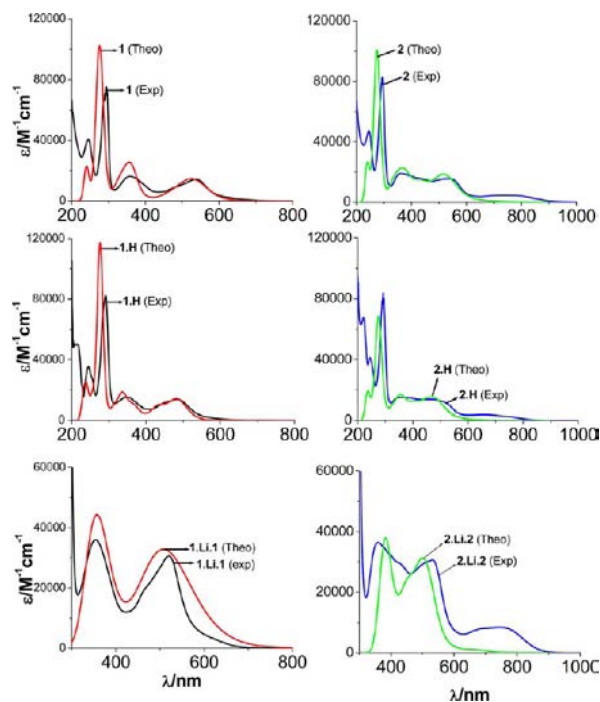 120000
80000
40000
0
ε/M⁻¹cm⁻¹
1 (Theo)
1 (Exp)
200 400 600 800
120000
80000
40000
0
2 (Theo)
2 (Exp)
200 400 600 800 1000
120000
80000
40000
0
ε/M⁻¹cm⁻¹
1.H (Theo)
1.H (Exp)
200 400 600 800
120000
80000
40000
0
2.H (Theo)
2.H (Exp)
200 400 600 800 1000
60000
40000
20000
0
ε/M⁻¹cm⁻¹
1.Li.1 (Theo)
1.Li.1 (exp)
400 600 800
λ/nm
60000
40000
20000
0
2.Li.2 (Theo)
2.Li.2 (Exp)
400 600 800 1000
λ/nm